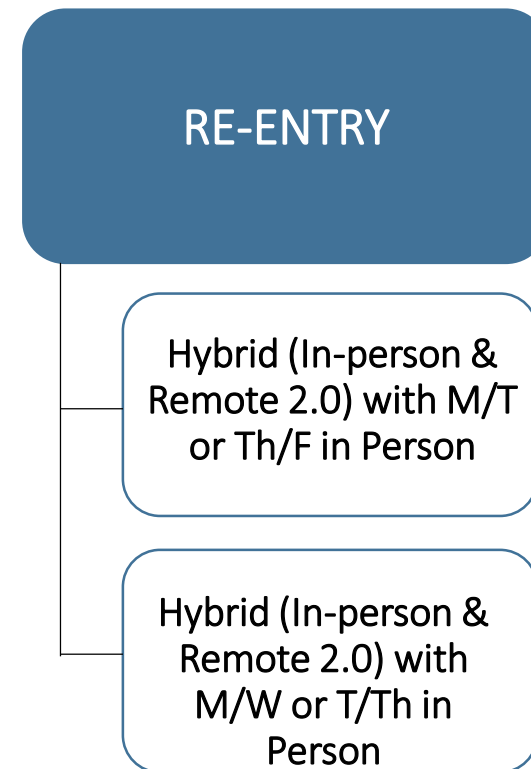 RE-ENTRY
Hybrid (In-person &
Remote 2.0) with M/T
or Th/F in Person
Hybrid (In-person &
Remote 2.0) with
M/W or T/Th in
Person